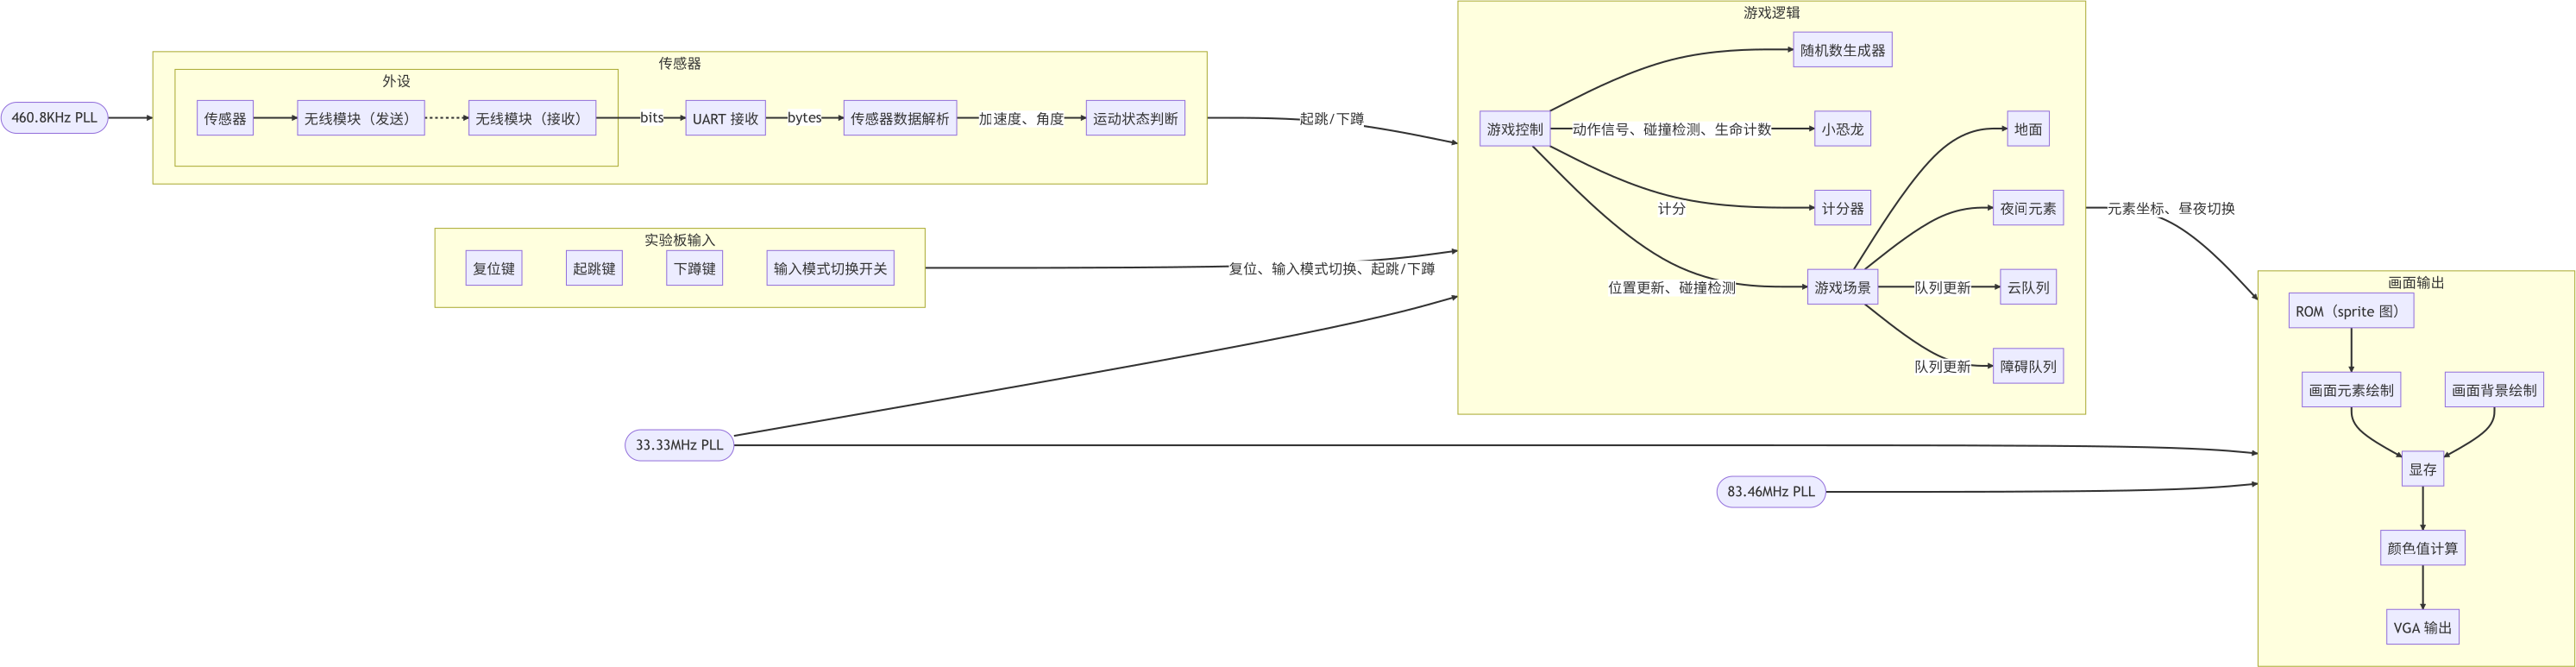 460.8KHz PLL
传感器
外设
传感器
无线模块（发送）
无线模块（接收）
bits
UART 接收
bytes
传感器数据解析
加速度、角度
运动状态判断
起跳/下蹲
实验板输入
复位键
起跳键
下蹲键
输入模式切换开关
复位、输入模式切换、起跳/下蹲
33.33MHz PLL
83.46MHz PLL
游戏逻辑
随机数生成器
游戏控制
动作信号、碰撞检测、生命计数
小恐龙
地面
计分
计分器
夜间元素
位置更新、碰撞检测
游戏场景
队列更新
云队列
队列更新
障碍队列
元素坐标、昼夜切换
画面输出
ROM（sprite 图）
画面元素绘制
画面背景绘制
显存
颜色值计算
VGA 输出